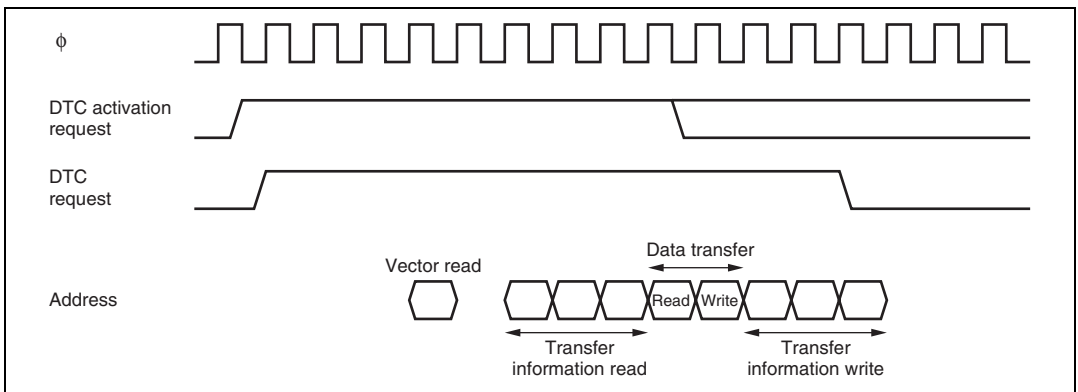 ϕ
DTC activation
request
DTC
request
Data transfer
Vector read
Address
Read Write
Transfer
information read
Transfer
information write